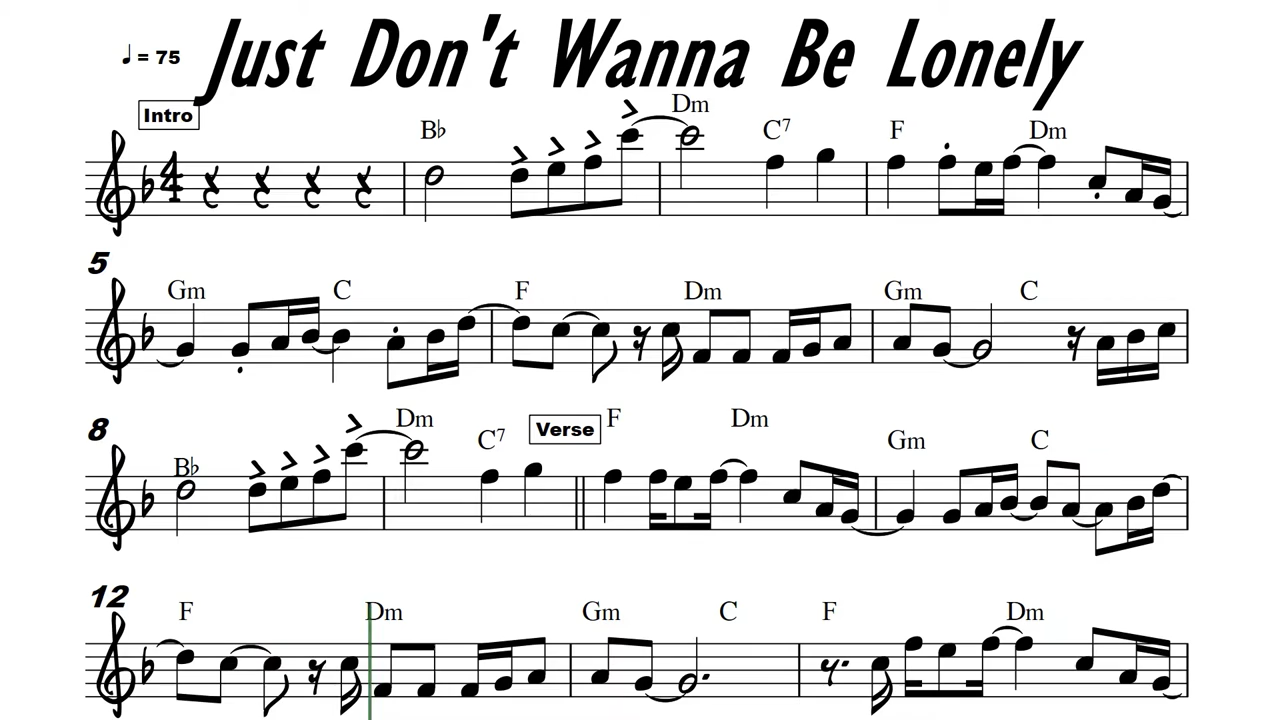 Just Don't Wanna Be Lonely
♩ = 75
Intro
B♭ Dm C7 F Dm
5
Gm C F Dm Gm C
8
B♭ Dm C7 Verse F Dm Gm C
12
F Dm Gm C F Dm